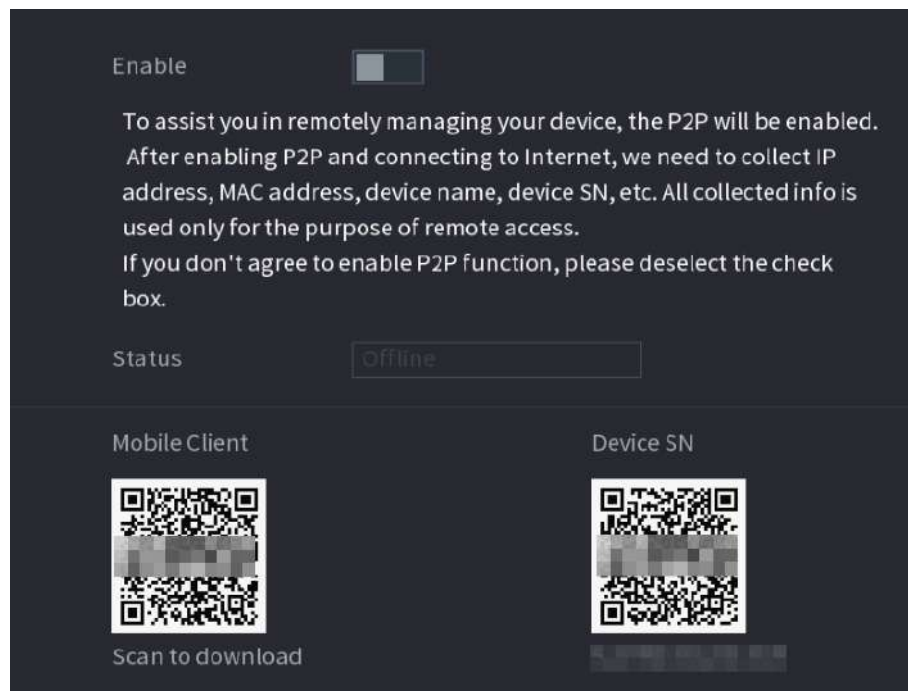 Enable
To assist you in remotely managing your device, the P2P will be enabled.
After enabling P2P and connecting to Internet, we need to collect IP
address, MAC address, device name, device SN, etc. All collected info is
used only for the purpose of remote access.
If you don't agree to enable P2P function, please deselect the check
box.
Status
Offline
Mobile Client
Device SN
Scan to download